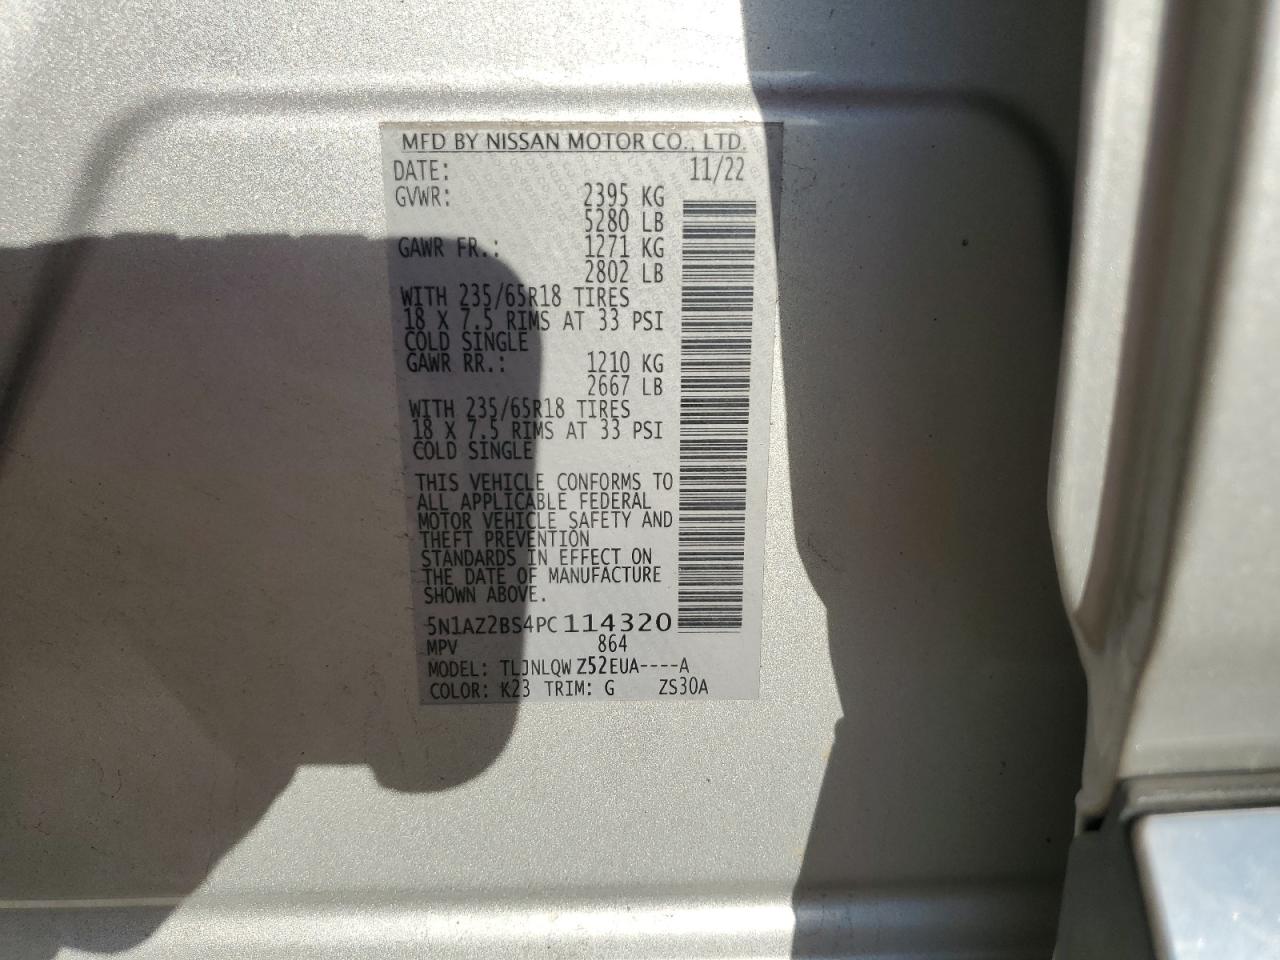 MFD BY NISSAN MOTOR CO., LTD.
DATE: 11/22
GVWR: 2395 KG
5280 LB
GAWR FR.: 1271 KG
2802 LB
WITH 235/65R18 TIRES
18 X 7.5 RIMS AT 33 PSI
COLD SINGLE
GAWR RR.: 1210 KG
2667 LB
WITH 235/65R18 TIRES
18 X 7.5 RIMS AT 33 PSI
COLD SINGLE
THIS VEHICLE CONFORMS TO
ALL APPLICABLE FEDERAL
MOTOR VEHICLE SAFETY AND
THEFT PREVENTION
STANDARDS IN EFFECT ON
THE DATE OF MANUFACTURE
SHOWN ABOVE.
5N1AZ2BS4PC114320
MPV 864
MODEL: TLJNLQW Z52EUA----A
COLOR: K23 TRIM: G ZS30A